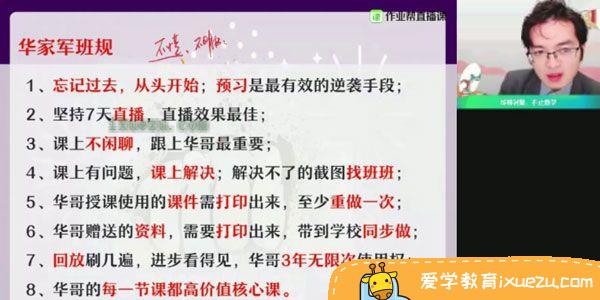 作业帮直播课
华家军班规
1、忘记过去，从头开始；预习是最有效的逆袭手段；
2、坚持7天直播，直播效果最佳；
3、课上不闲聊，跟上华哥最重要；
4、课上有问题，课上解决；解决不了的截图找班班；
5、华哥授课使用的课件需打印出来，至少重做一次；
6、华哥赠送的资料，需要打印出来，带到学校同步做；
7、回放刷几遍，进步看得见，华哥3年无限次使用权
8、华哥的每一节课都高价值核心课。
爱学教育ixuezu.com